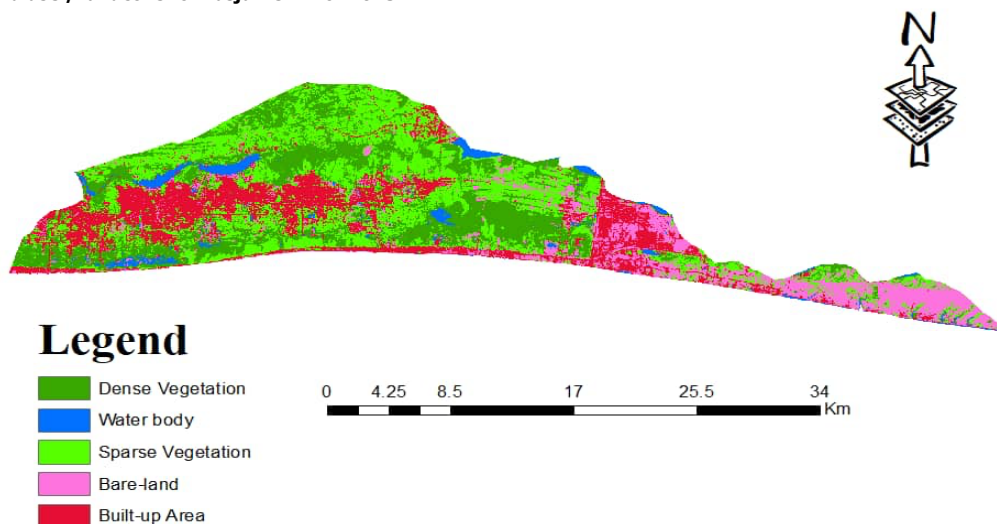 N
Legend
Dense Vegetation
Water body
Sparse Vegetation
Bare-land
Built-up Area
0 4.25 8.5 17 25.5 34
Km